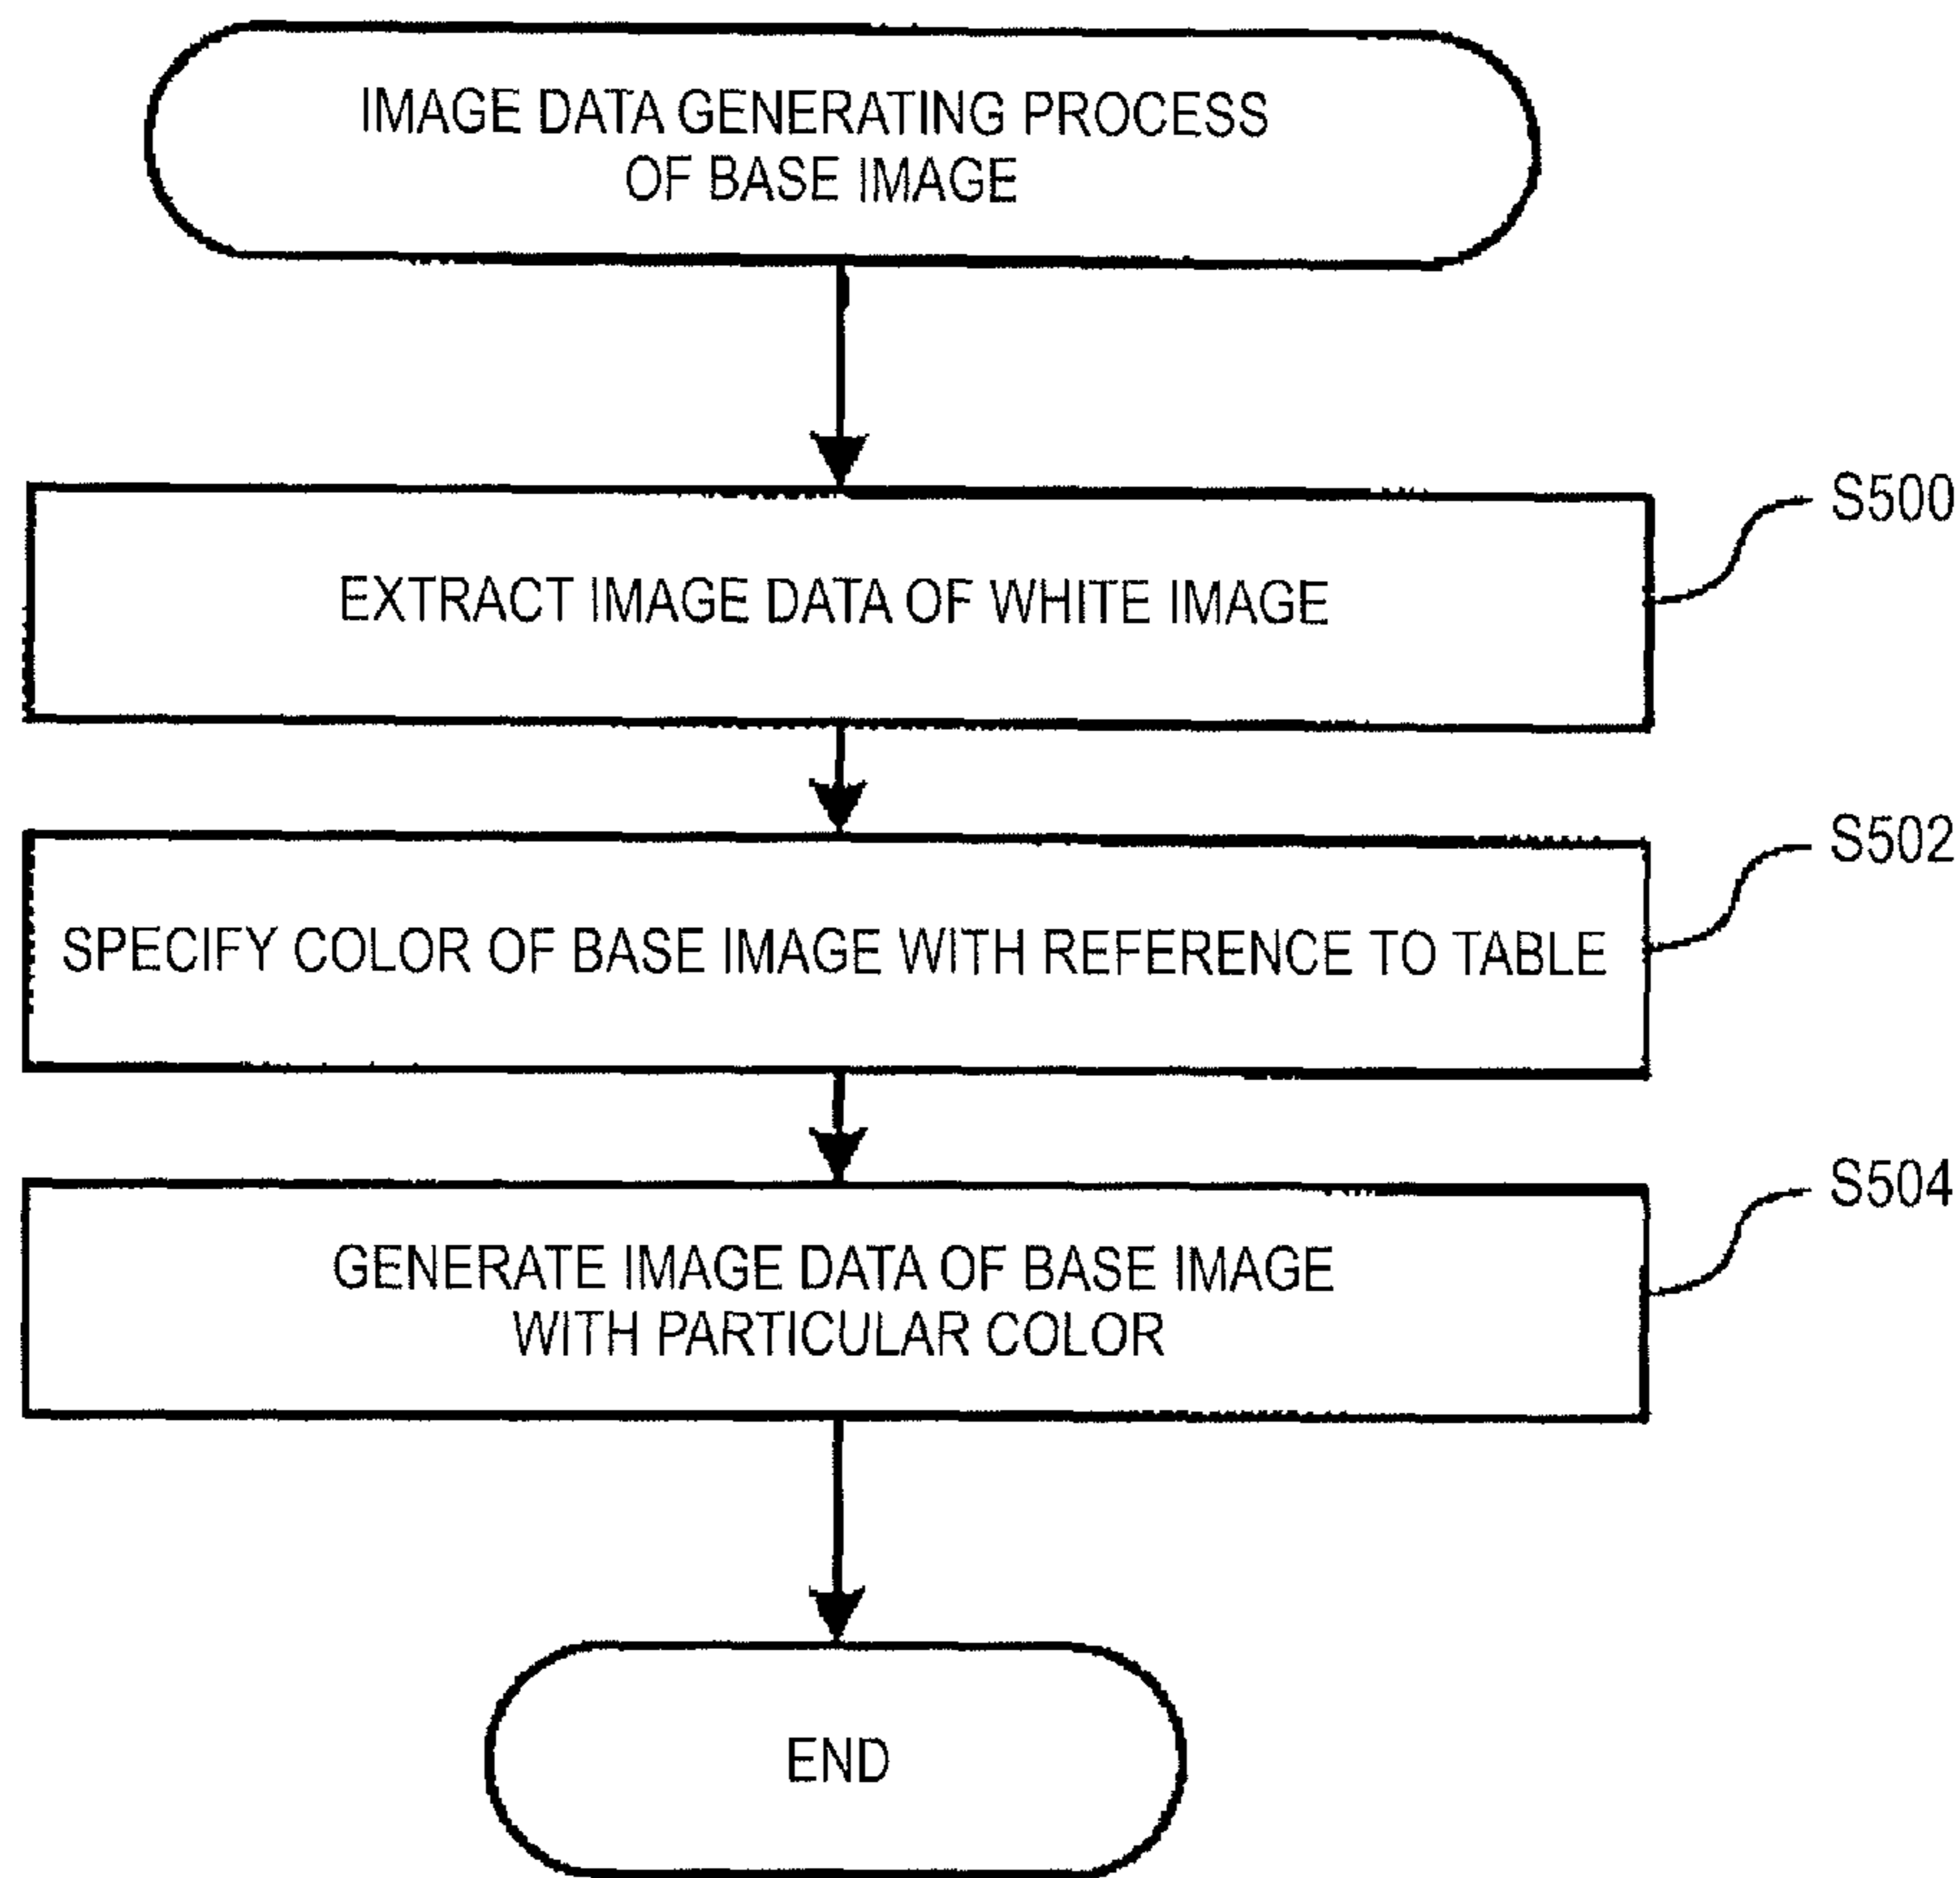 IMAGE DATA GENERATING PROCESS
OF BASE IMAGE
S500
EXTRACT IMAGE DATA OF WHITE IMAGE
S502
SPECIFY COLOR OF BASE IMAGE WITH REFERENCE TO TABLE
S504
GENERATE IMAGE DATA OF BASE IMAGE
WITH PARTICULAR COLOR
END